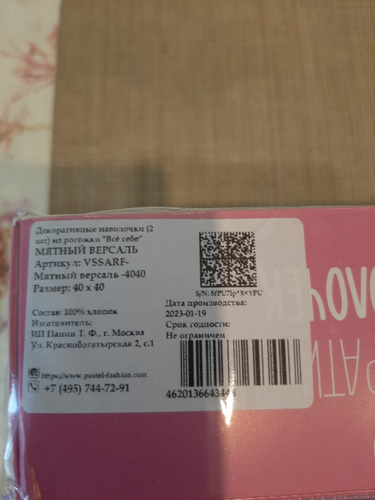 Декоративные наволочки (2
шт) из рогожки "Всё себе"
МЯТНЫЙ ВЕРСАЛЬ
Артикул: VSSARF-
Мятный версаль -4040
Размер: 40 x 40
Состав: 100% хлопок
Изготовитель:
ИП Папин Т. Ф., г. Москва
Ул. Краснобогатырская 2, с.1
https://www.postel-fashion.com
+7 (495) 744-72-91
Дата производства:
2023-01-19
Срок годности:
Не ограничен